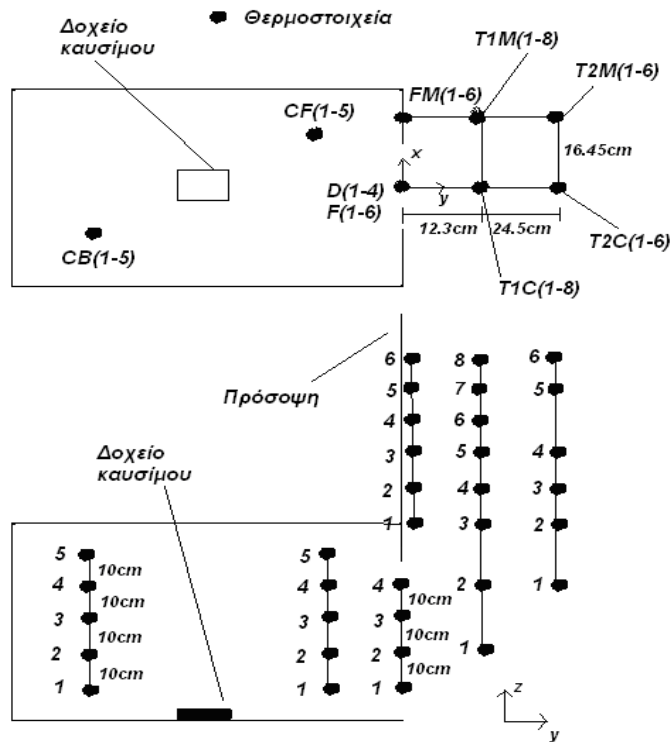 Θερμοστοιχεία
Δοχείο
καυσίμου
T1M(1-8)
T2M(1-6)
FM(1-6)
CF(1-5)
x
16.45cm
D(1-4)
y
F(1-6)
12.3cm
24.5cm
CB(1-5)
T2C(1-6)
T1C(1-8)
Πρόσοψη
6
5
4
3
2
1
8
7
6
5
4
3
2
1
6
5
4
3
2
1
Δοχείο
καυσίμου
5
10cm
4
10cm
3
10cm
2
10cm
1
5
4
3
2
1
4
10cm
3
10cm
2
10cm
1
z
y